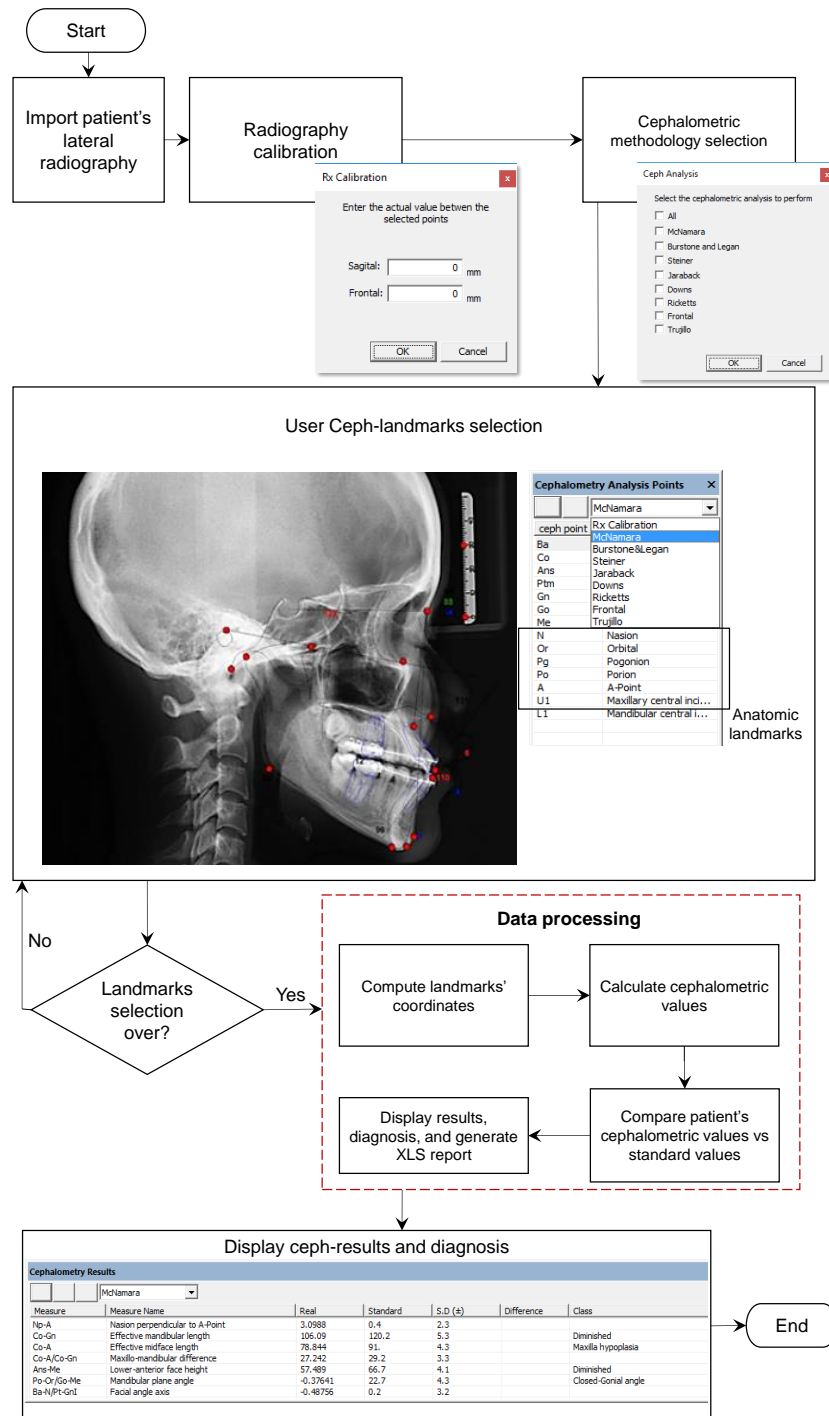 Start
Import patient's
lateral
radiography
Radiography
calibration
Cephalometric
methodology selection
Rx Calibration
x
Enter the actual value betwen the
selected points
Sagital: 0 mm
Frontal: 0 mm
OK Cancel
Ceph Analysis
x
Select the cephalometric analysis to perform
All
McNamara
Burstone and Legan
Steiner
Jaraback
Downs
Ricketts
Frontal
Trujillo
OK Cancel
User Ceph-landmarks selection
Cephalometry Analysis Points X
McNamara
ceph point
Rx Calibration
McNamara
Burstone&Legan
Steiner
Jaraback
Downs
Ricketts
Frontal
Trujillo
Ba
Co
Ans
Ptm
Gn
Go
Me
N Nasion
Or Orbital
Pg Pogonion
Po Porion
A A-Point
U1 Maxillary central inci...
L1 Mandibular central i...
Anatomic
landmarks
110
No
Landmarks
selection
over?
Yes
Data processing
Compute landmarks'
coordinates
Calculate cephalometric
values
Compare patient's
cephalometric values vs
standard values
Display results,
diagnosis, and generate
XLS report
Display ceph-results and diagnosis
Cephalometry Results
McNamara
Measure Measure Name Real Standard S.D (±) Difference Class
Np-A Nasion perpendicular to A-Point 3.0988 0.4 2.3
Co-Gn Effective mandibular length 106.09 120.2 5.3 Diminished
Co-A Effective midface length 78.844 91. 4.3 Maxilla hypoplasia
Co-A/Co-Gn Maxillo-mandibular difference 27.242 29.2 3.3
Ans-Me Lower-anterior face height 57.489 66.7 4.1 Diminished
Po-Or/Go-Me Mandibular plane angle -0.37641 22.7 4.3 Closed-Gonial angle
Ba-N/Pt-GnI Facial angle axis -0.48756 0.2 3.2
End